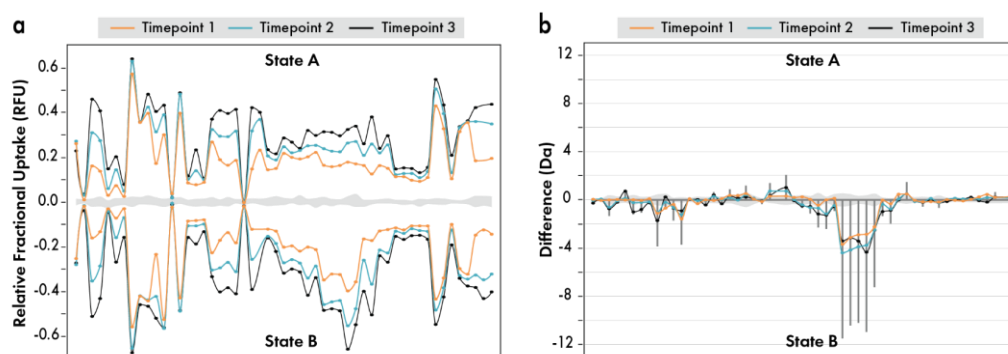 a
Timepoint 1 Timepoint 2 Timepoint 3
State A
Relative Fractional Uptake (RFU)
0.6
0.4
0.2
0.0
-0.2
-0.4
-0.6
State B
b
Timepoint 1 Timepoint 2 Timepoint 3
State A
Difference (Da)
12
8
4
0
-4
-8
-12
State B